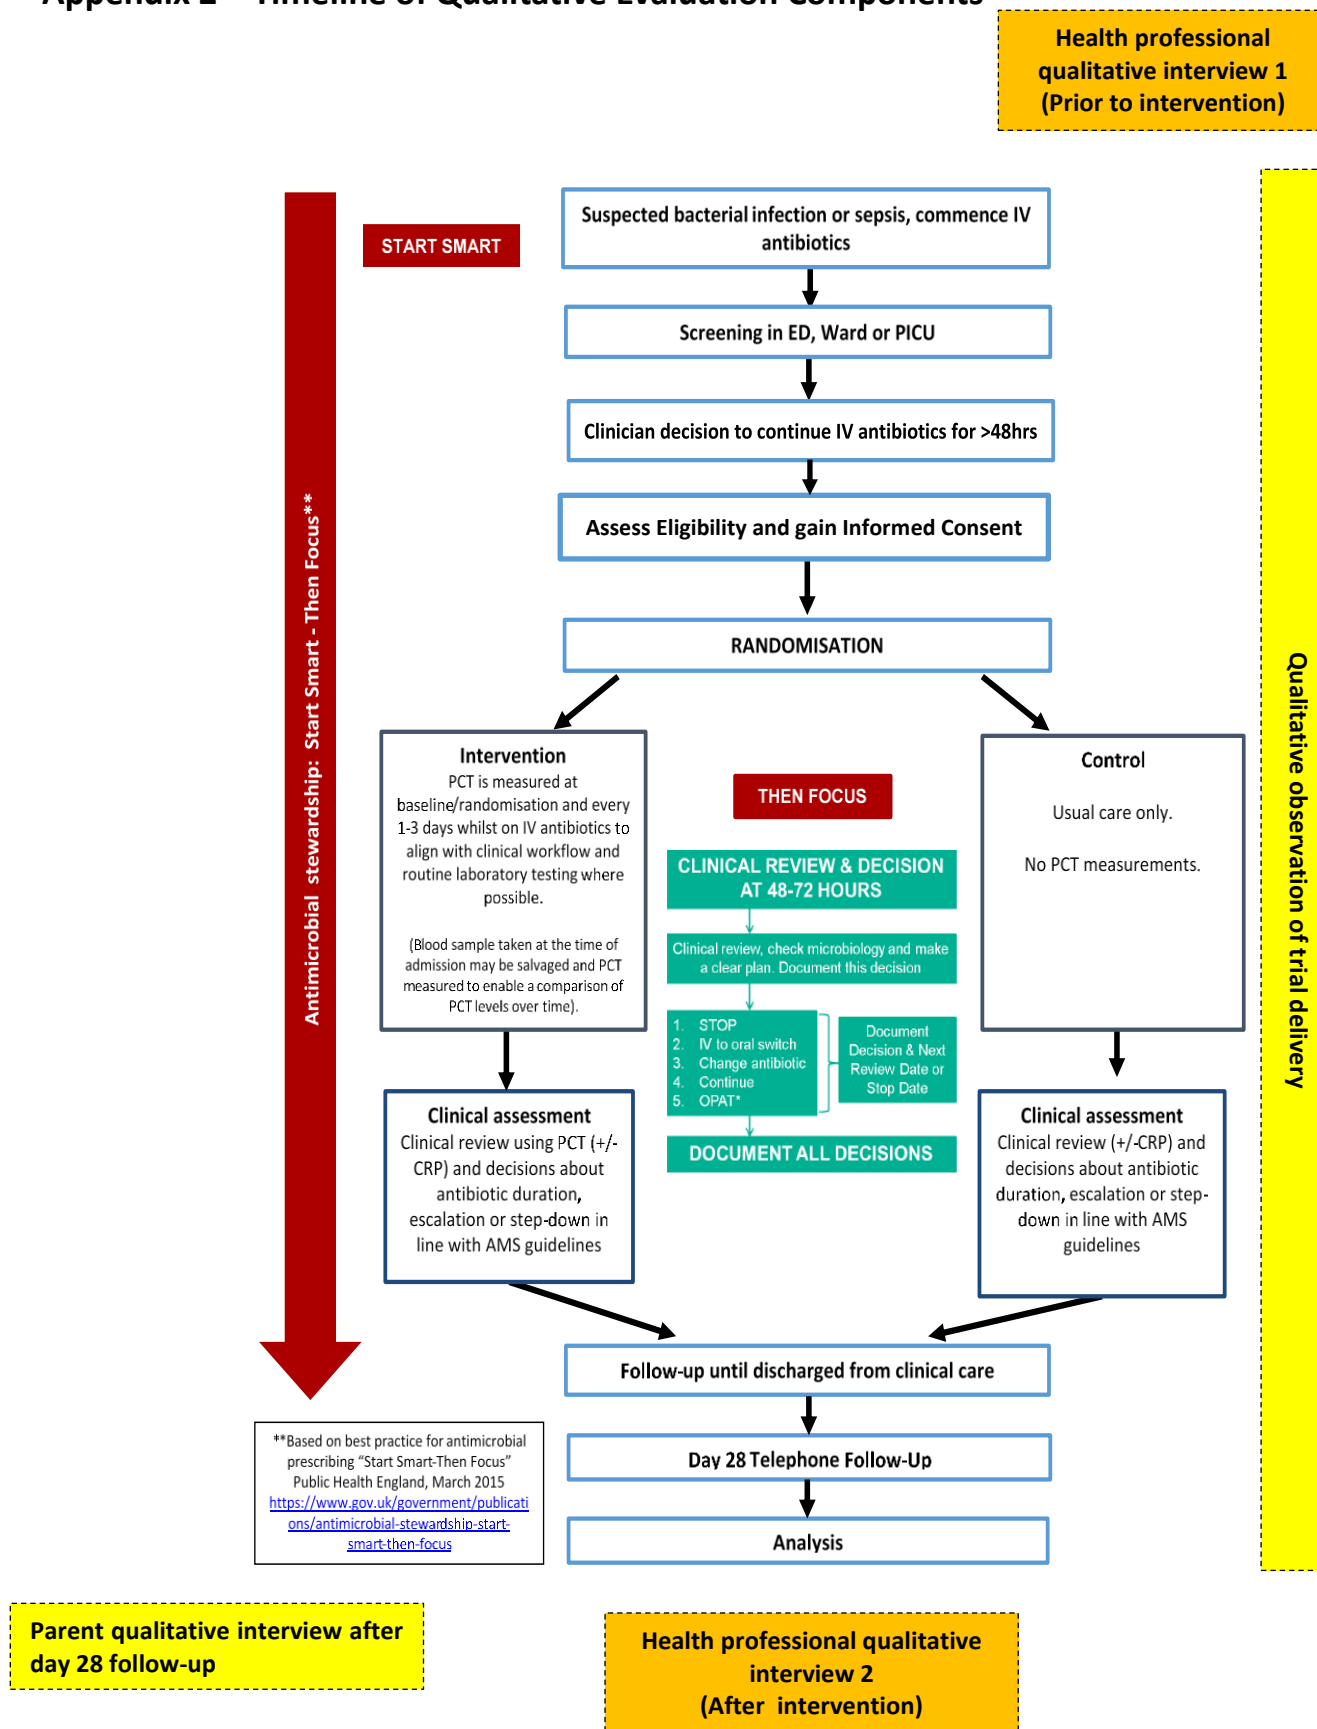 Appendix 2 – Timeline of Qualitative Evaluation Components
Health professional
qualitative interview 1
(Prior to intervention)
START SMART
Suspected bacterial infection or sepsis, commence IV
antibiotics
Screening in ED, Ward or PICU
Clinician decision to continue IV antibiotics for >48hrs
Assess Eligibility and gain Informed Consent
RANDOMISATION
Antimicrobial stewardship: Start Smart - Then Focus**
Qualitative observation of trial delivery
Intervention
PCT is measured at
baseline/randomisation and every
1-3 days whilst on IV antibiotics to
align with clinical workflow and
routine laboratory testing where
possible.
(Blood sample taken at the time of
admission may be salvaged and PCT
measured to enable a comparison of
PCT levels over time).
THEN FOCUS
CLINICAL REVIEW & DECISION
AT 48-72 HOURS
Clinical review, check microbiology and make
a clear plan. Document this decision
1. STOP
2. IV to oral switch
3. Change antibiotic
4. Continue
5. OPAT*
Document
Decision & Next
Review Date or
Stop Date
DOCUMENT ALL DECISIONS
Control
Usual care only.
No PCT measurements.
Clinical assessment
Clinical review using PCT (+/-
CRP) and decisions about
antibiotic duration,
escalation or step-down in
line with AMS guidelines
Clinical assessment
Clinical review (+/-CRP) and
decisions about antibiotic
duration, escalation or step-
down in line with AMS
guidelines
Follow-up until discharged from clinical care
Day 28 Telephone Follow-Up
Analysis
**Based on best practice for antimicrobial
prescribing “Start Smart-Then Focus”
Public Health England, March 2015
https://www.gov.uk/government/publicati
ons/antimicrobial-stewardship-start-
smart-then-focus
Parent qualitative interview after
day 28 follow-up
Health professional qualitative
interview 2
(After intervention)